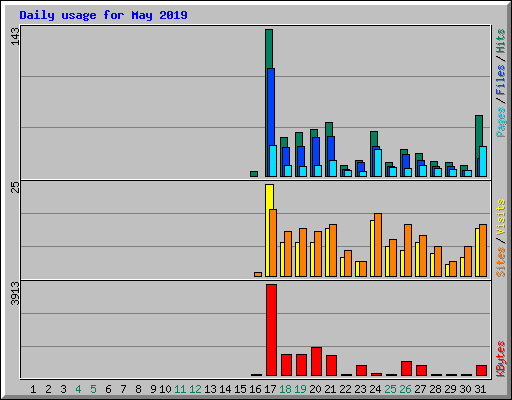 Daily usage for May 2019
143
Pages / Files / Hits
25
Sites / Visits
3913
KBytes
1 2 3 4 5 6 7 8 9 10 11 12 13 14 15 16 17 18 19 20 21 22 23 24 25 26 27 28 29 30 31